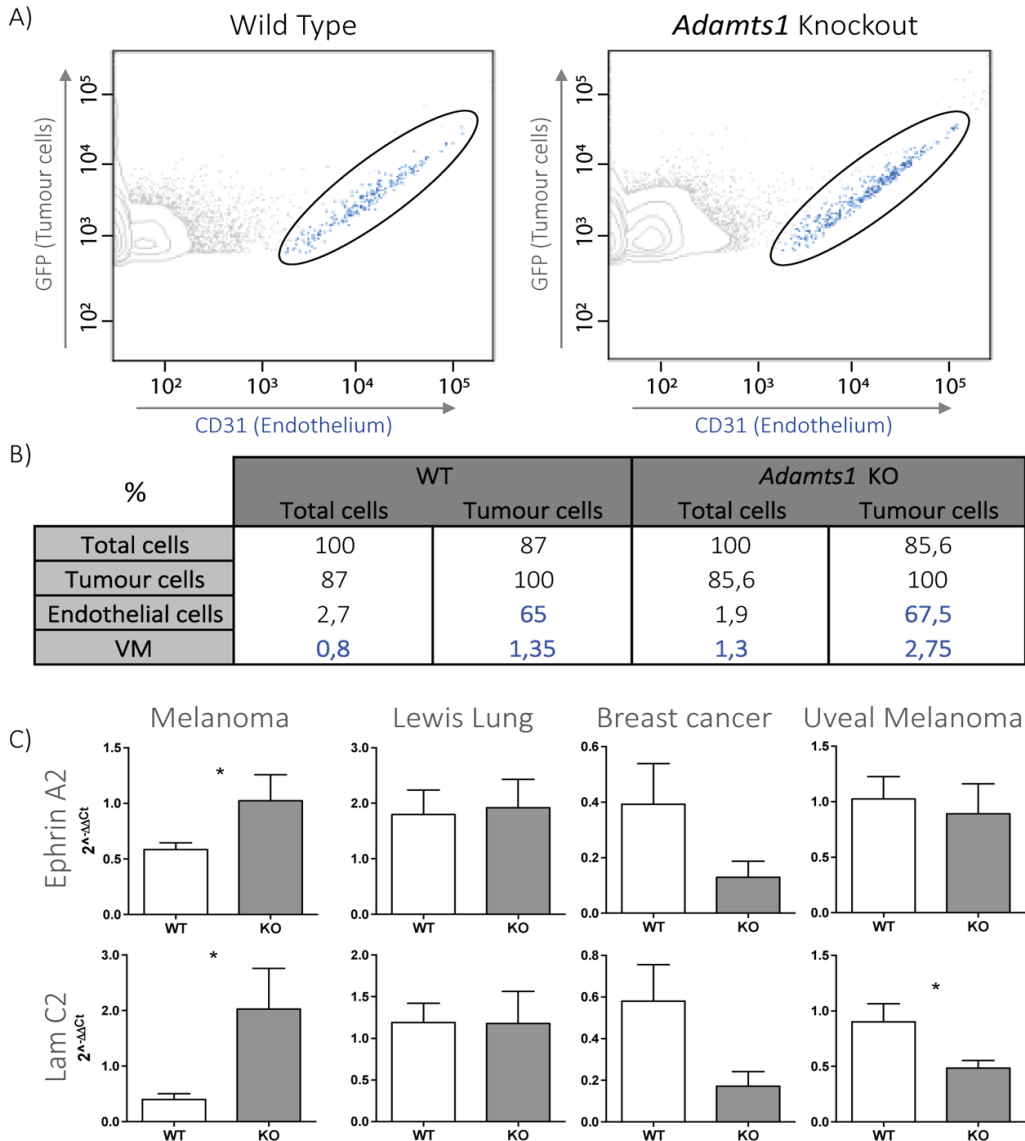 A)
Wild Type
Adamts1 Knockout
GFP (Tumour cells)
10⁵
10⁴
10³
10²
10² 10³ 10⁴ 10⁵
CD31 (Endothelium)
GFP (Tumour cells)
10⁵
10⁴
10³
10²
10² 10³ 10⁴ 10⁵
CD31 (Endothelium)
B)
% WT Adamts1 KO
Total cells Tumour cells Total cells Tumour cells
Total cells 100 87 100 85,6
Tumour cells 87 100 85,6 100
Endothelial cells 2,7 65 1,9 67,5
VM 0,8 1,35 1,3 2,75
C)
Melanoma Lewis Lung Breast cancer Uveal Melanoma
Ephrin A2
2^-ΔΔCt
1.5
1.0
0.5
0.0
*
WT KO
3.0
2.0
1.0
0.0
WT KO
0.6
0.4
0.2
0.0
WT KO
1.5
1.0
0.5
0.0
WT KO
Lam C2
2^-ΔΔCt
3.0
2.0
1.0
0.0
*
WT KO
2.0
1.5
1.0
0.5
0.0
WT KO
0.8
0.6
0.4
0.2
0.0
WT KO
1.5
1.0
0.5
0.0
*
WT KO